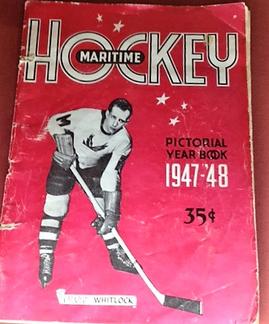 HOCKEY
MARITIME
PICTORIAL
YEAR BOOK
1947-'48
35¢
M
WHITLOCK